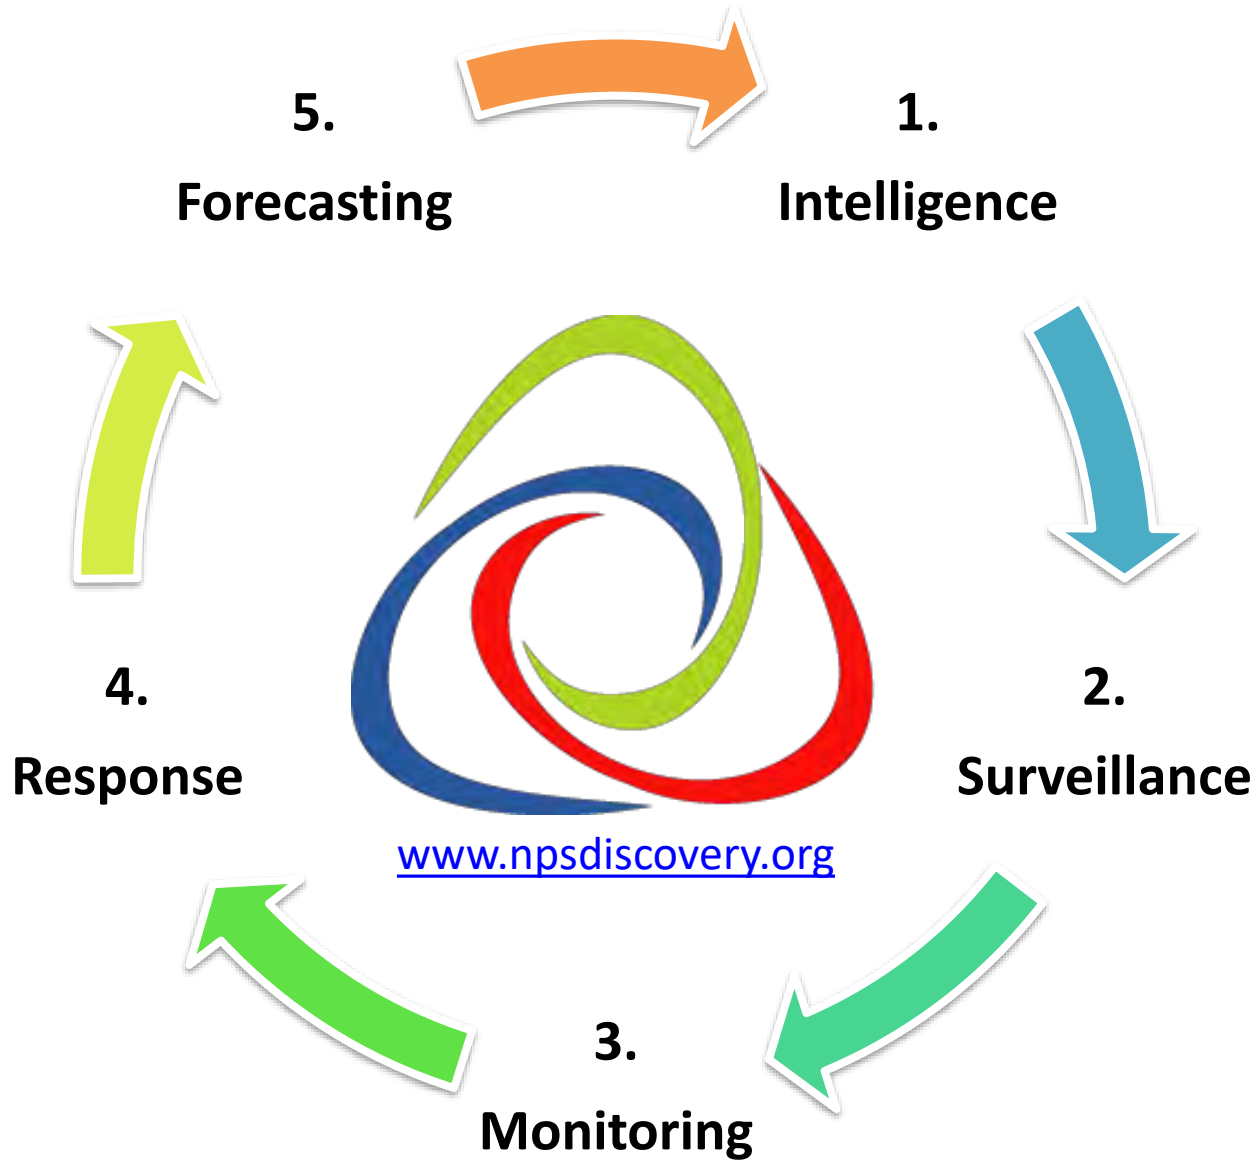 1.
Intelligence
2.
Surveillance
3.
Monitoring
4.
Response
5.
Forecasting
www.npsdiscovery.org